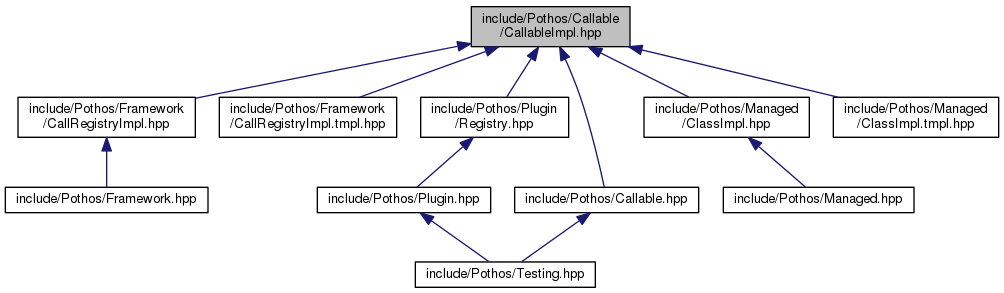 include/Pothos/Callable
/CallableImpl.hpp
include/Pothos/Framework
/CallRegistryImpl.hpp
include/Pothos/Framework
/CallRegistryImpl.tmpl.hpp
include/Pothos/Plugin
/Registry.hpp
include/Pothos/Managed
/ClassImpl.hpp
include/Pothos/Managed
/ClassImpl.tmpl.hpp
include/Pothos/Framework.hpp
include/Pothos/Plugin.hpp
include/Pothos/Callable.hpp
include/Pothos/Managed.hpp
include/Pothos/Testing.hpp